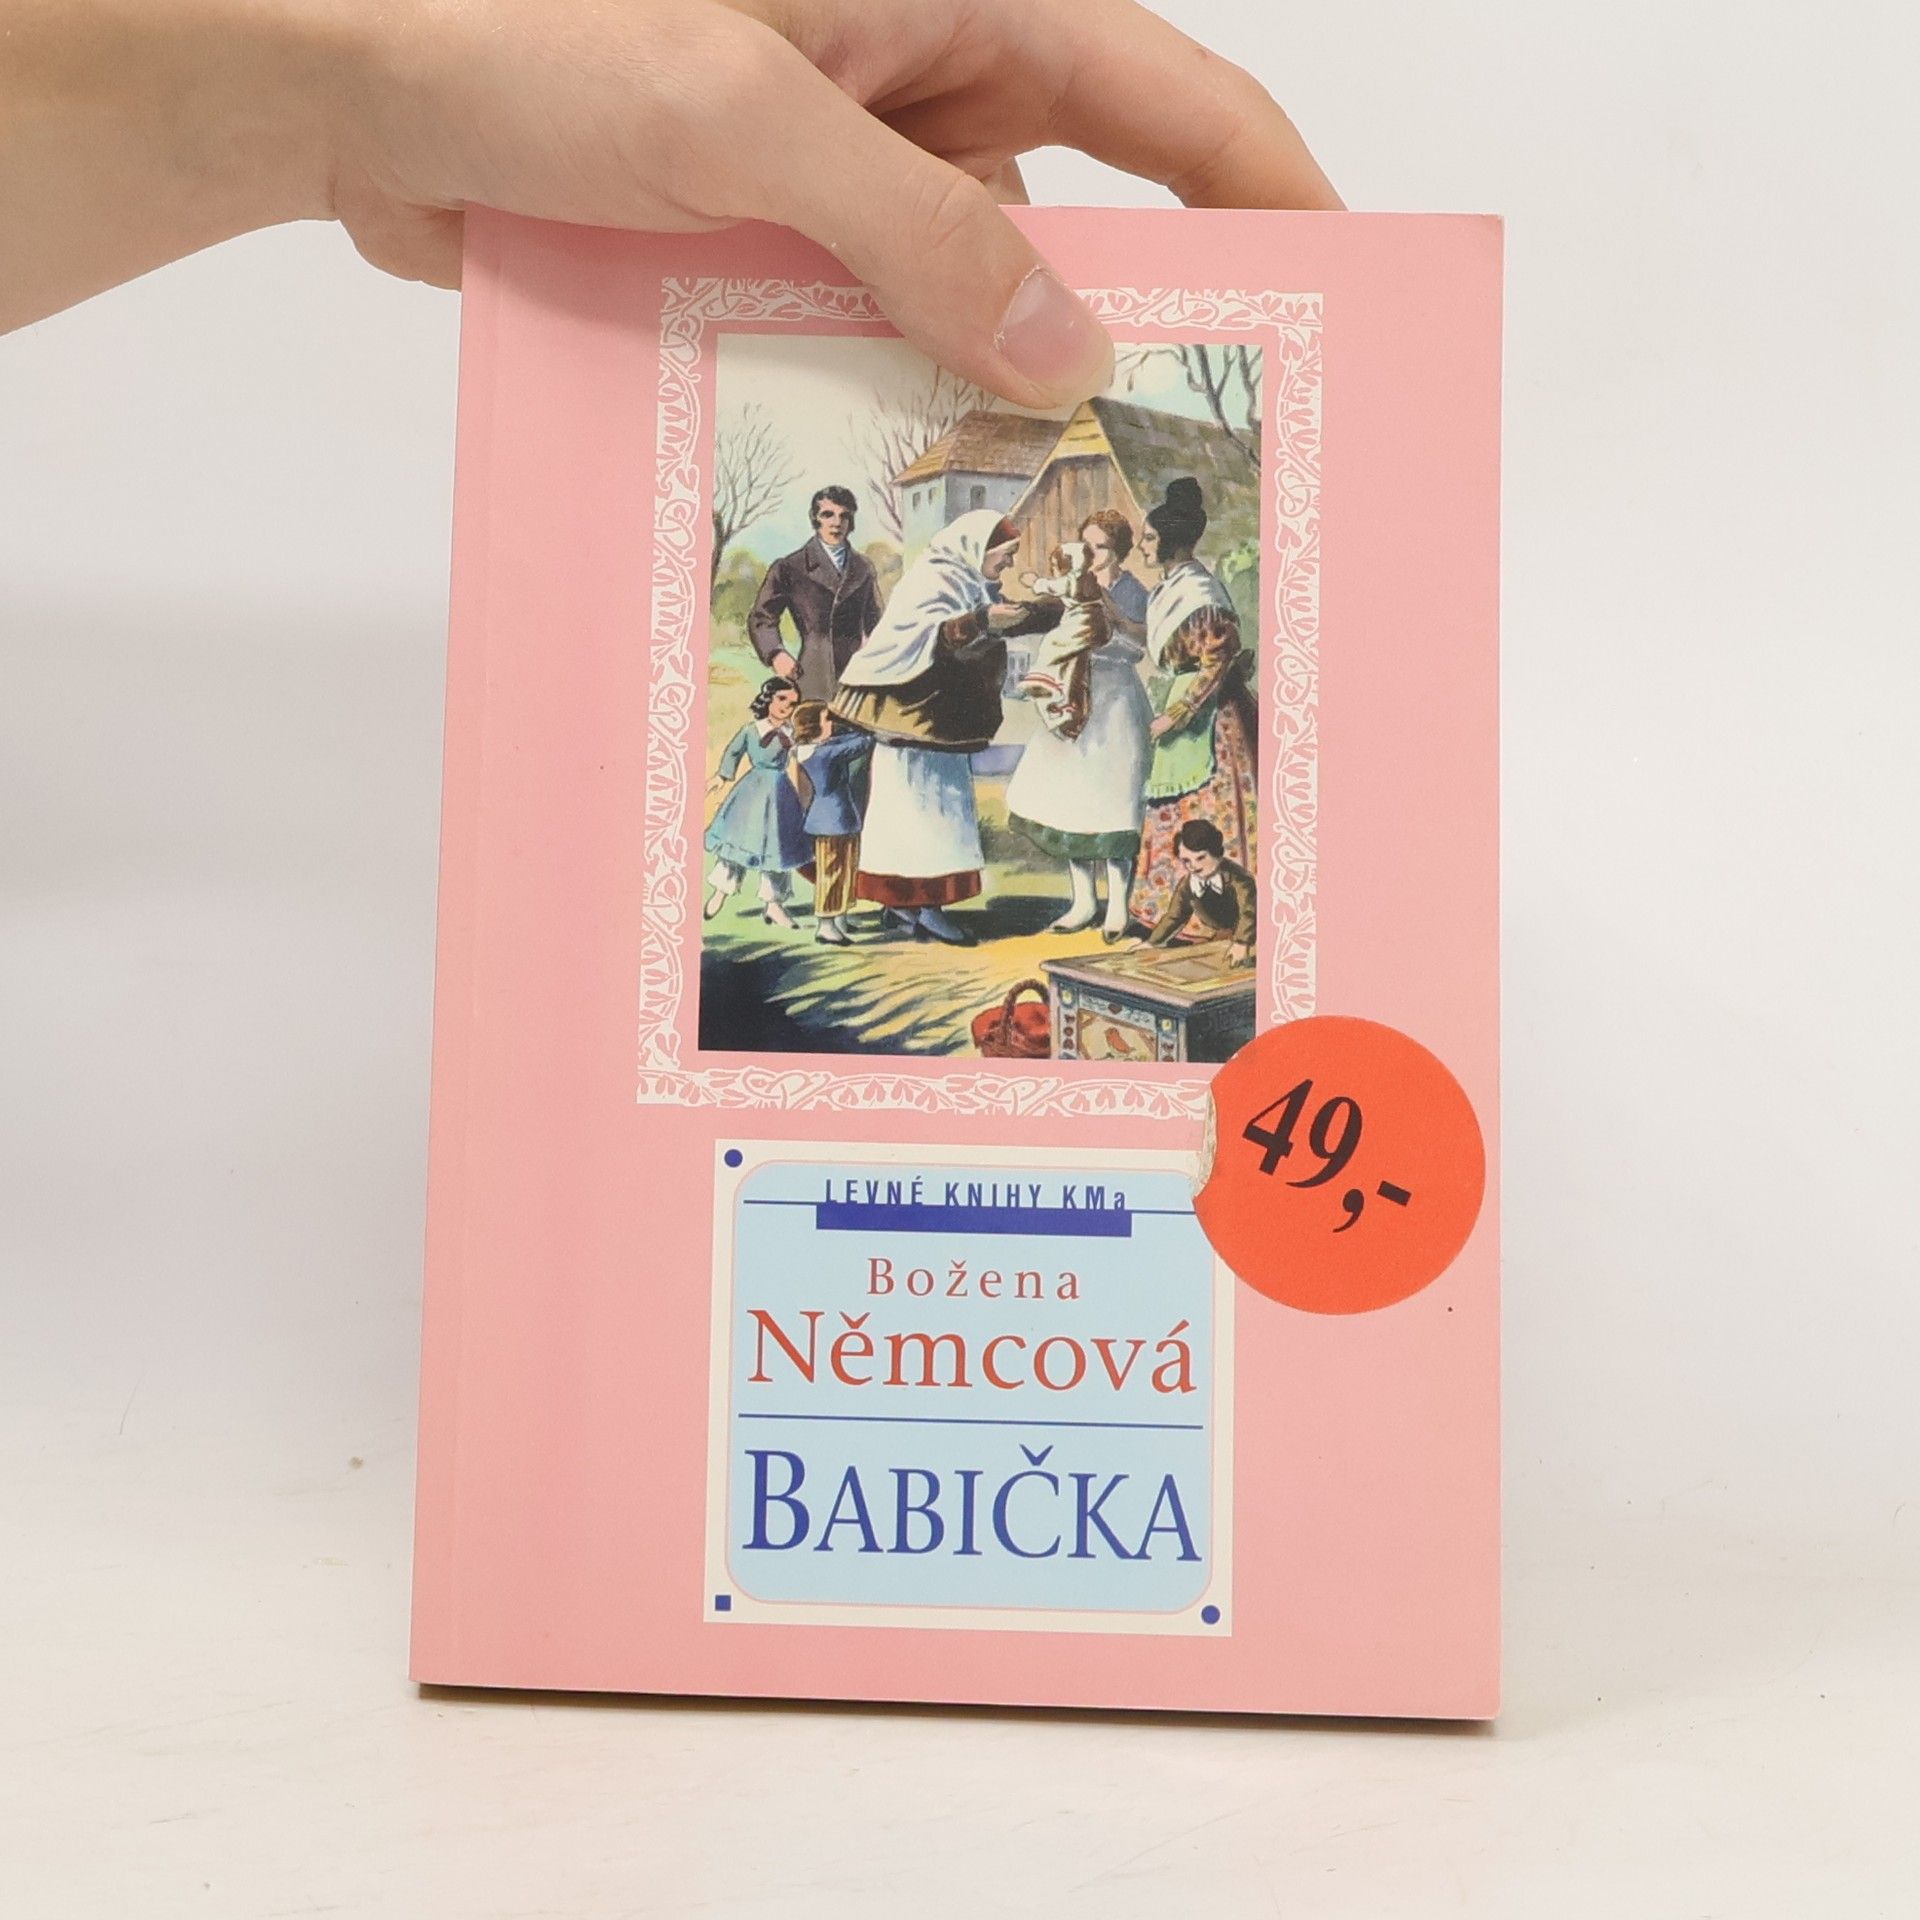 49,-
LEVNÉ KNIHY KMa
Božena
Němcová
BABIČKA